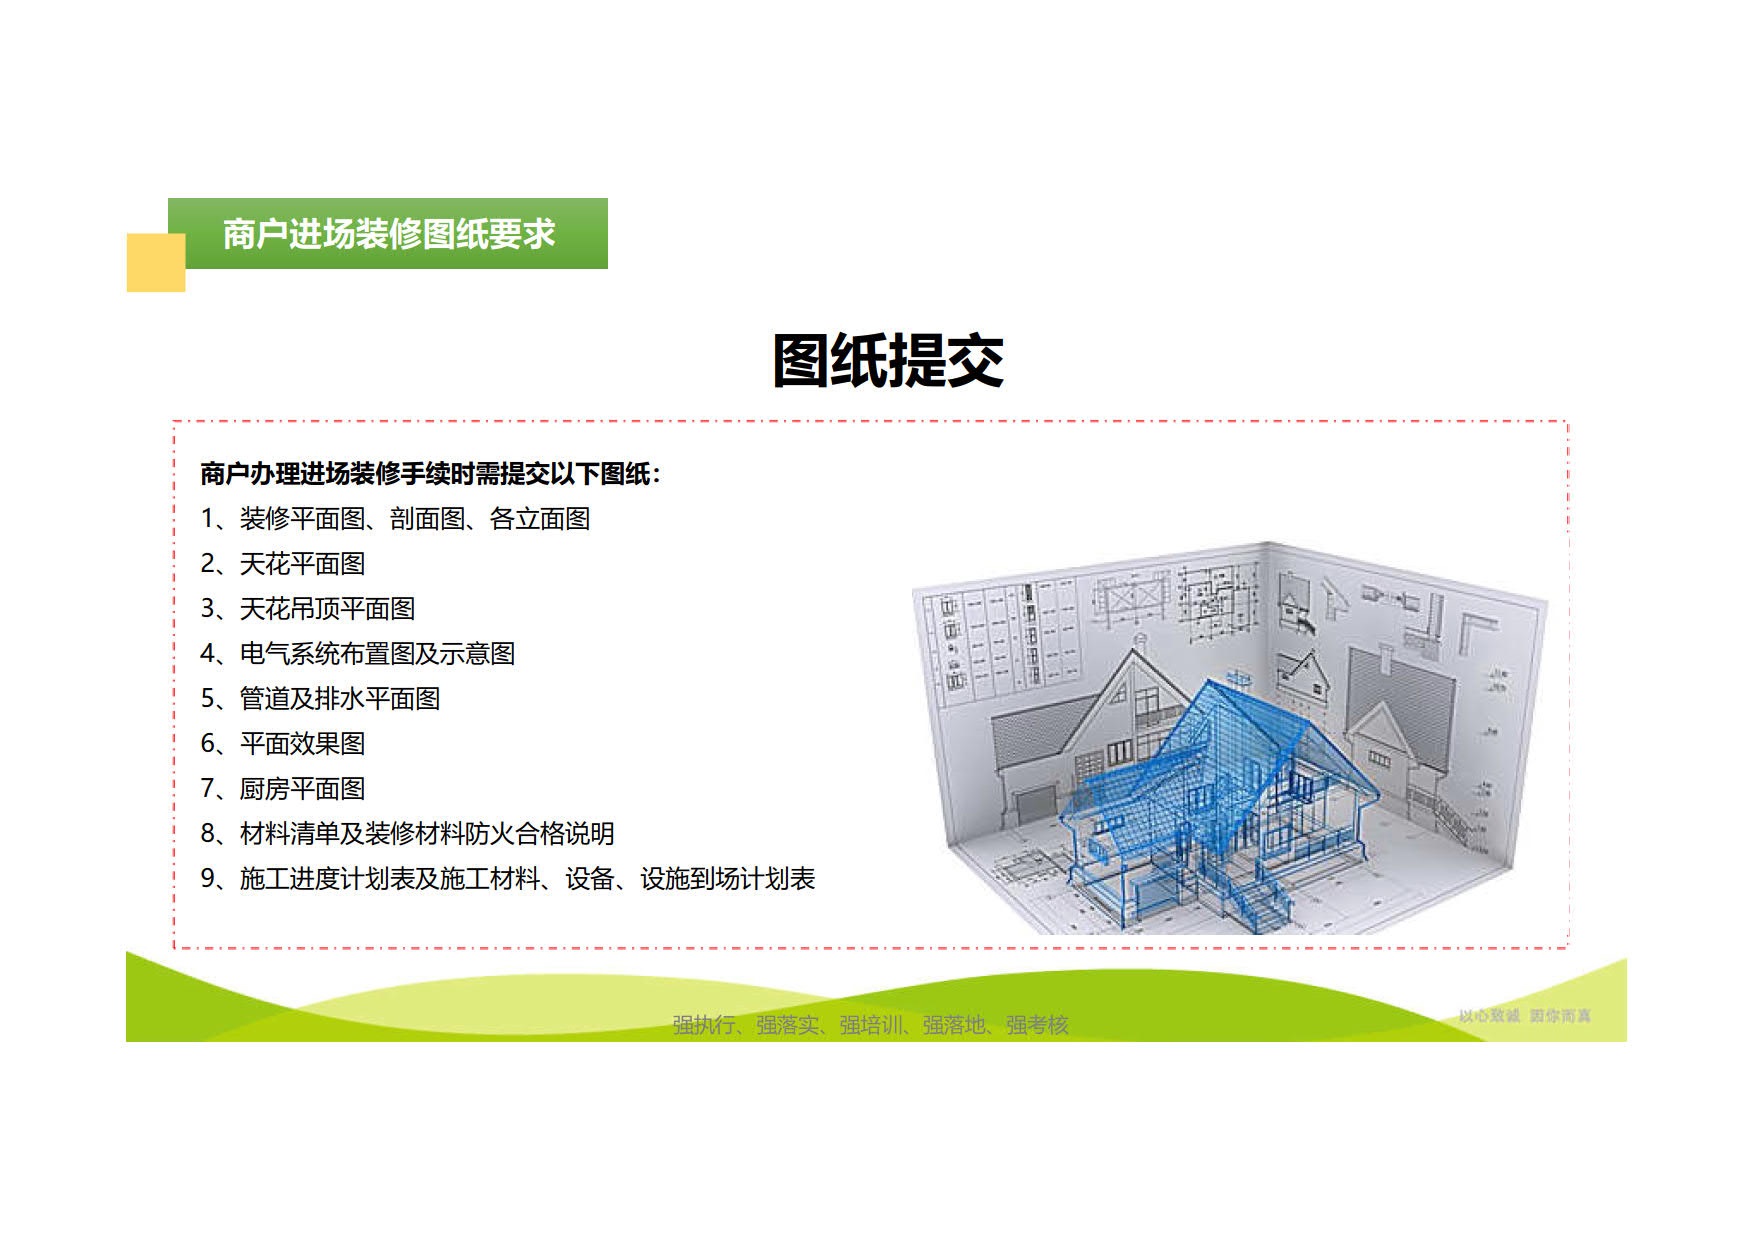 商户进场装修图纸要求
图纸提交
商户办理进场装修手续时需提交以下图纸：
1、装修平面图、剖面图、各立面图
2、天花平面图
3、天花吊顶平面图
4、电气系统布置图及示意图
5、管道及排水平面图
6、平面效果图
7、厨房平面图
8、材料清单及装修材料防火合格说明
9、施工进度计划表及施工材料、设备、设施到场计划表
强执行、强落实、强培训、强落地、强考核
以心致诚 因你而真